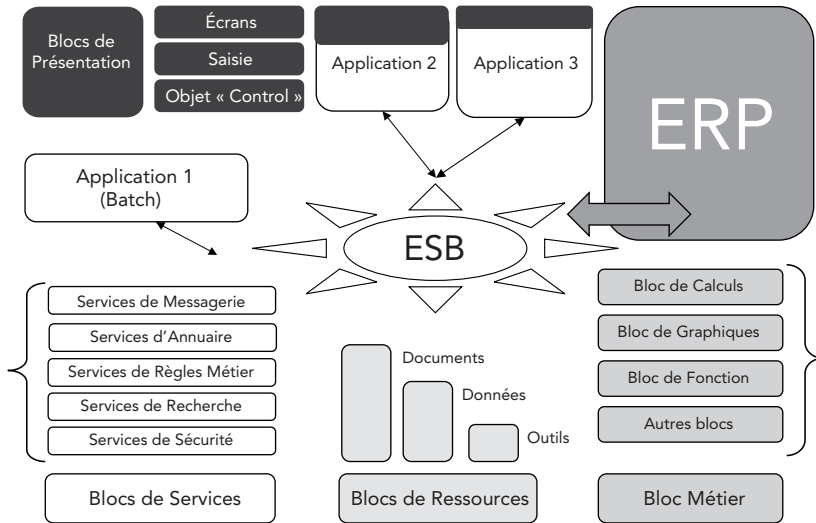 Blocs de
Présentation
Écrans
Saisie
Objet « Control »
Application 2
Application 3
ERP
Application 1
(Batch)
ESB
Services de Messagerie
Services d’Annuaire
Services de Règles Métier
Services de Recherche
Services de Sécurité
Blocs de Services
Documents
Données
Outils
Blocs de Ressources
Bloc de Calculs
Bloc de Graphiques
Bloc de Fonction
Autres blocs
Bloc Métier